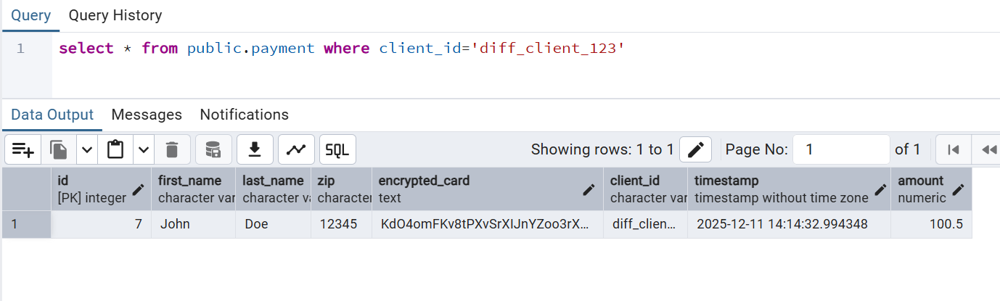 Query Query History
1 select * from public.payment where client_id='diff_client_123'
Data Output Messages Notifications
SQL Showing rows: 1 to 1 Page No: 1 of 1
id first_name last_name zip encrypted_card client_id timestamp amount
[PK] integer character var character va character text character var timestamp without time zone numeric
1 7 John Doe 12345 KdO4omFKv8tPXvSrXIJnYZoo3rX... diff_clien... 2025-12-11 14:14:32.994348 100.5